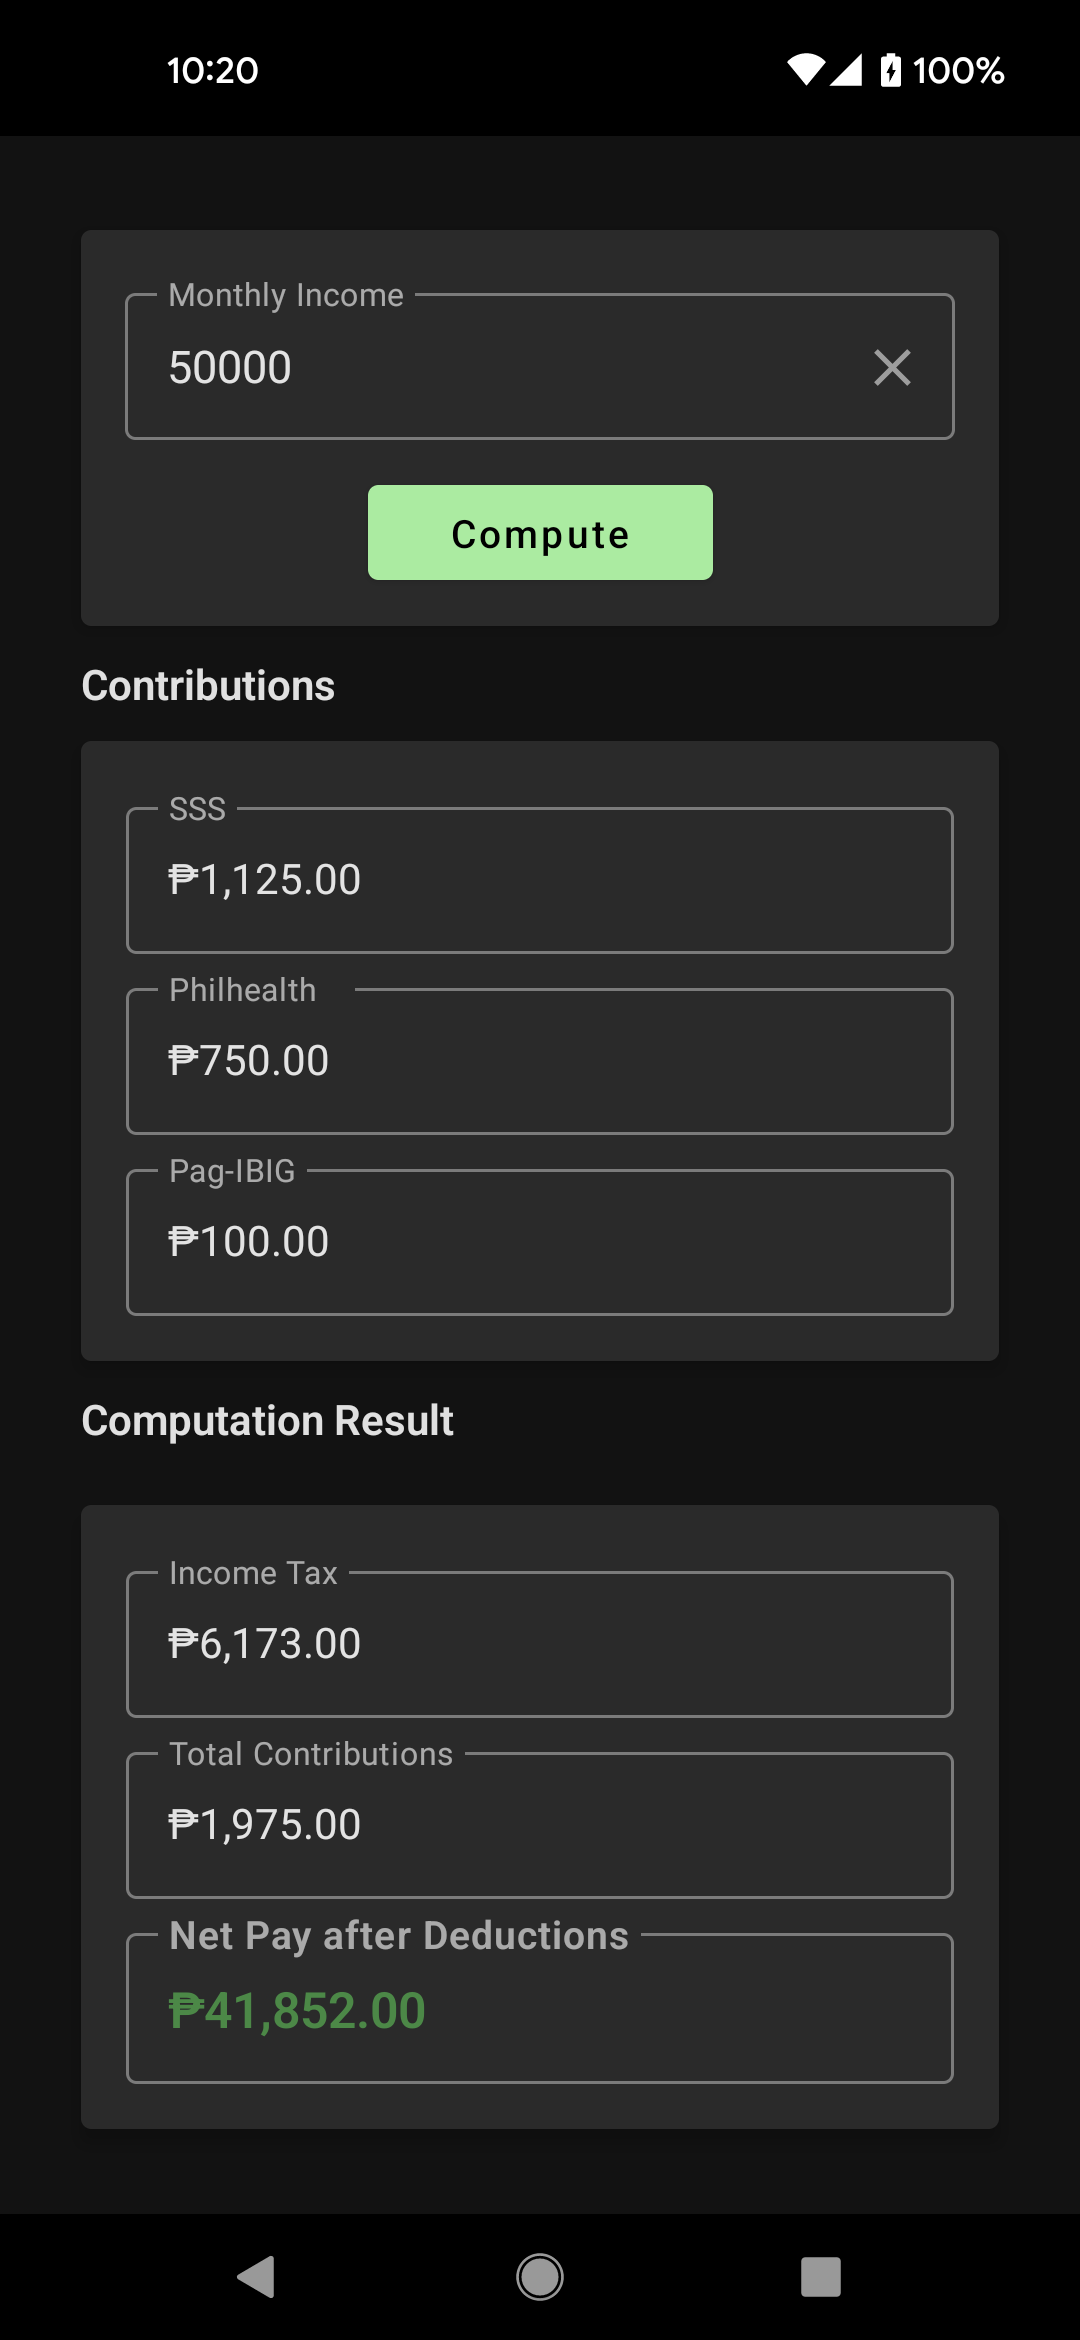 10:20
100%
Monthly Income
50000
Compute
Contributions
SSS
₱1,125.00
Philhealth
₱750.00
Pag-IBIG
₱100.00
Computation Result
Income Tax
₱6,173.00
Total Contributions
₱1,975.00
Net Pay after Deductions
₱41,852.00